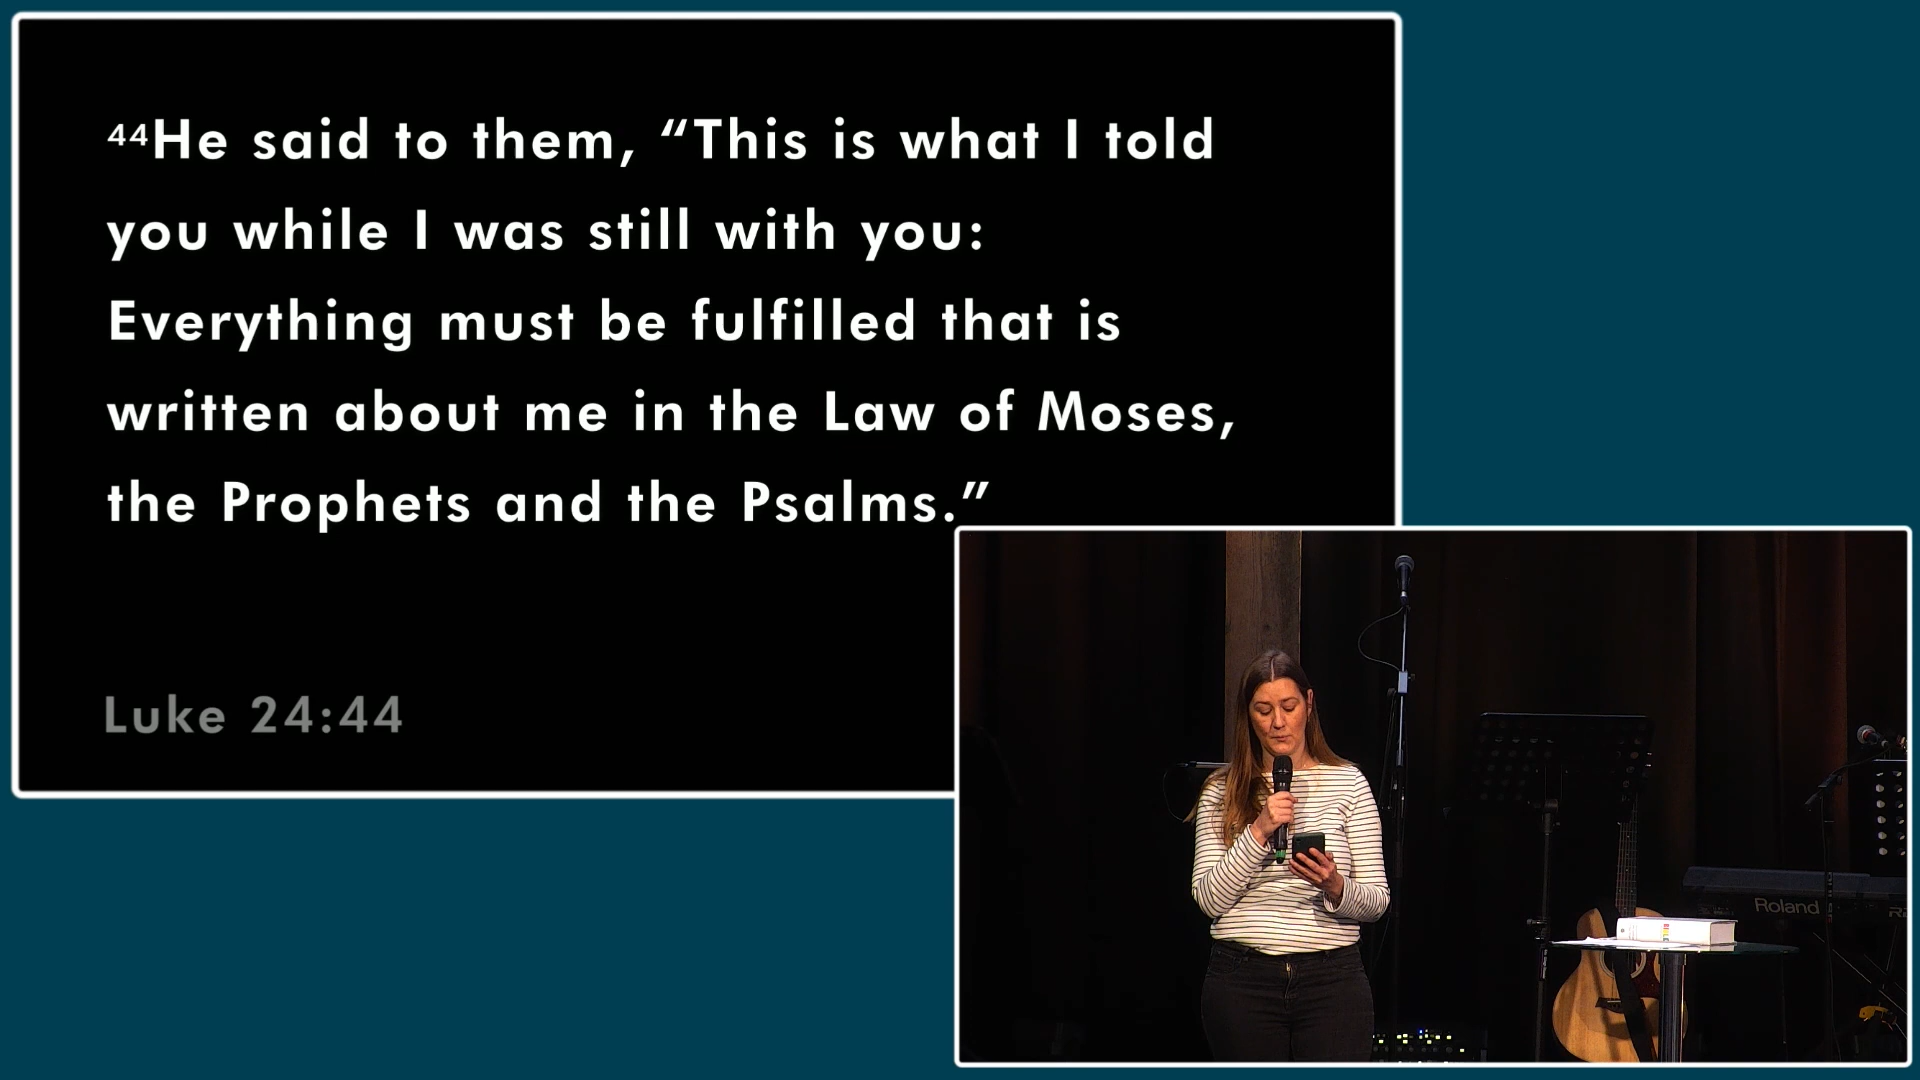 44He said to them, “This is what I told
you while I was still with you:
Everything must be fulfilled that is
written about me in the Law of Moses,
the Prophets and the Psalms.”
Luke 24:44
Roland